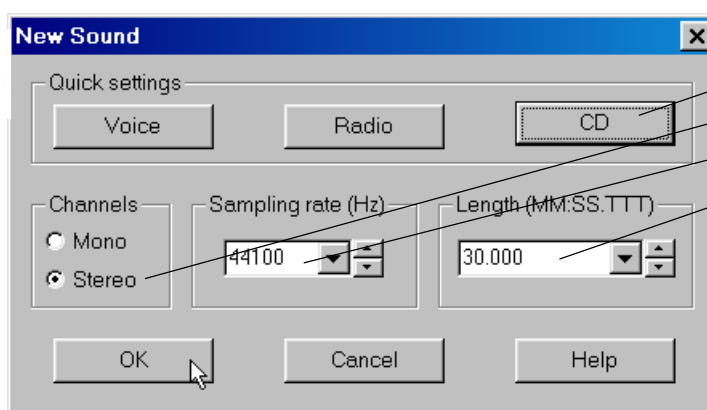 New Sound
Quick settings
Voice Radio CD
Channels Sampling rate (Hz) Length (MM:SS.TTT)
Mono
44100 30.000
Stereo
OK Cancel Help